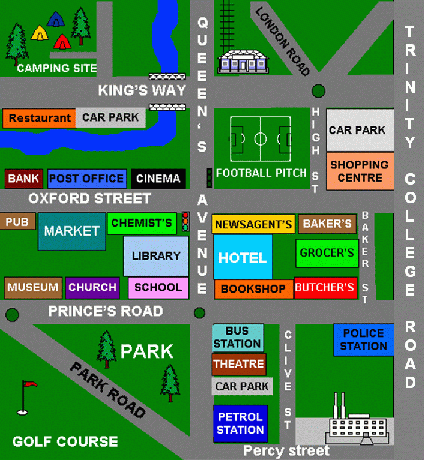 LONDON ROAD
QUEEN'S AVENUE
TRINITY COLLEGE ROAD
CAMPING SITE
KING'S WAY
Restaurant
CAR PARK
HIGH ST
CAR PARK
SHOPPING
CENTRE
FOOTBALL PITCH
BANK
POST OFFICE
CINEMA
OXFORD STREET
PUB
MARKET
CHEMIST'S
LIBRARY
MUSEUM
CHURCH
SCHOOL
NEWSAGENT'S
BAKER'S
HOTEL
GROCER'S
BOOKSHOP
BUTCHER'S
BAKER ST
PRINCE'S ROAD
PARK
PARK ROAD
GOLF COURSE
BUS
STATION
THEATRE
CAR PARK
PETROL
STATION
CLIVE ST
POLICE
STATION
Percy street